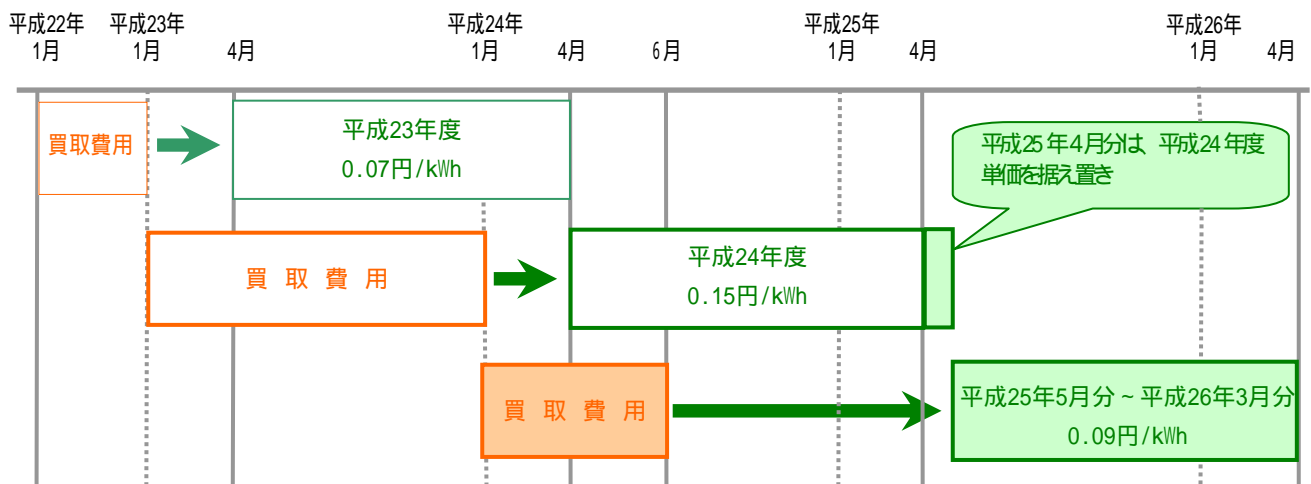 平成22年
1月
平成23年
1月
4月
平成24年
1月
4月
6月
平成25年
1月
4月
平成26年
1月
4月
買取費用
平成23年度
0.07円/kWh
平成25年4月分は、平成24年度
単価を据え置き
買取費用
平成24年度
0.15円/kWh
買取費用
平成25年5月分~平成26年3月分
0.09円/kWh